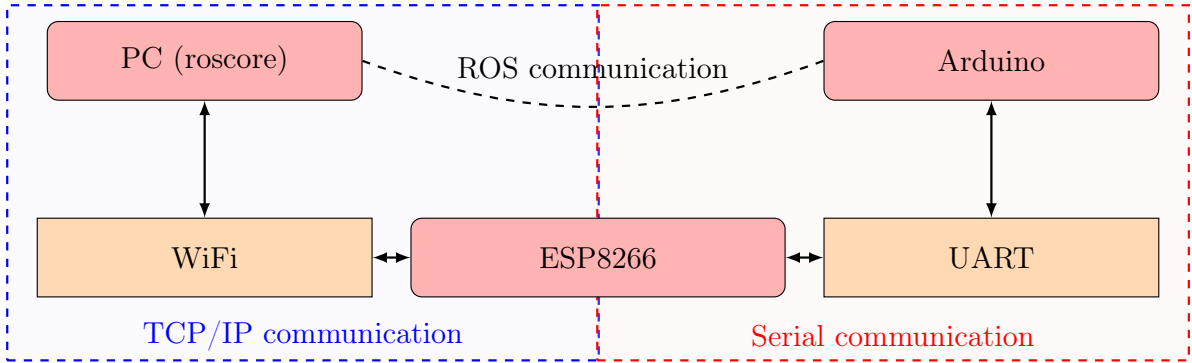 PC (roscore)
ROS communication
Arduino
WiFi
ESP8266
UART
TCP/IP communication
Serial communication